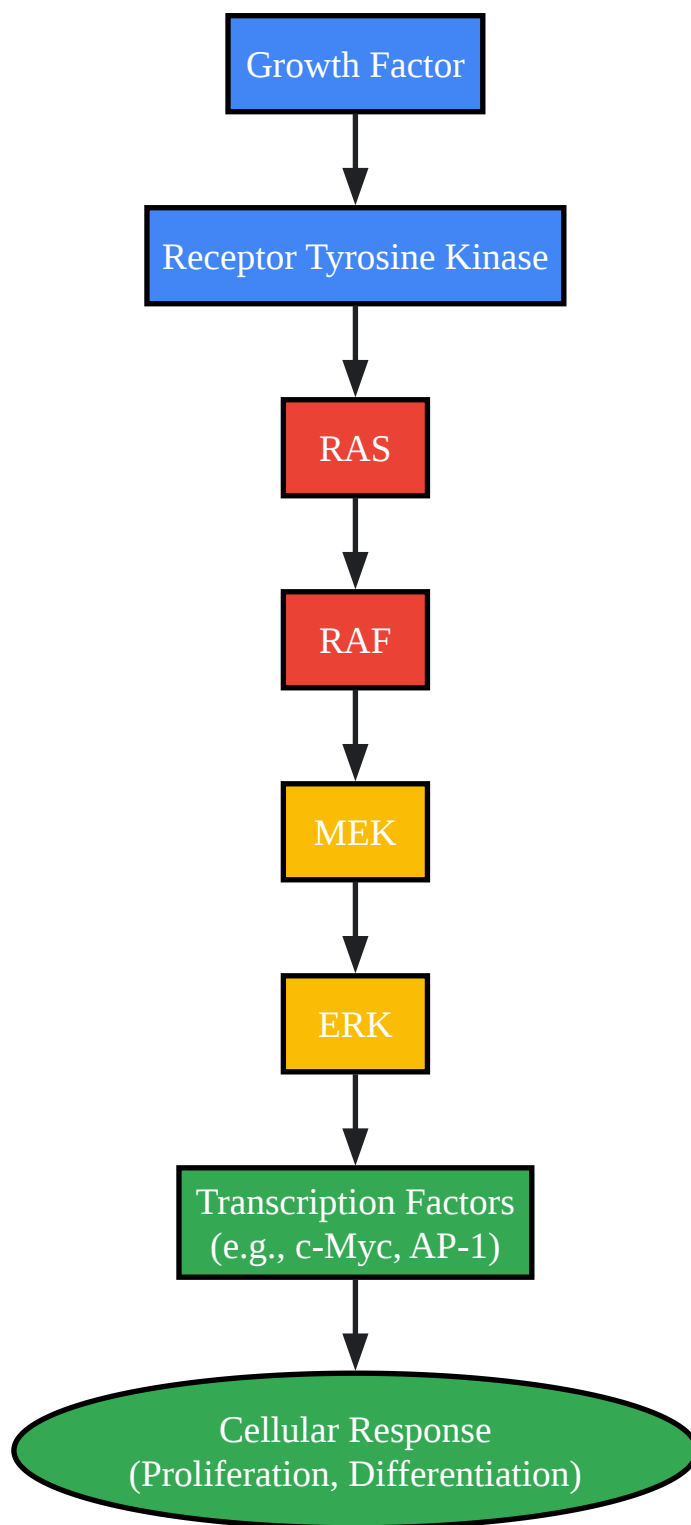 Growth Factor
Receptor Tyrosine Kinase
RAS
RAF
MEK
ERK
Transcription Factors
(e.g., c-Myc, AP-1)
Cellular Response
(Proliferation, Differentiation)